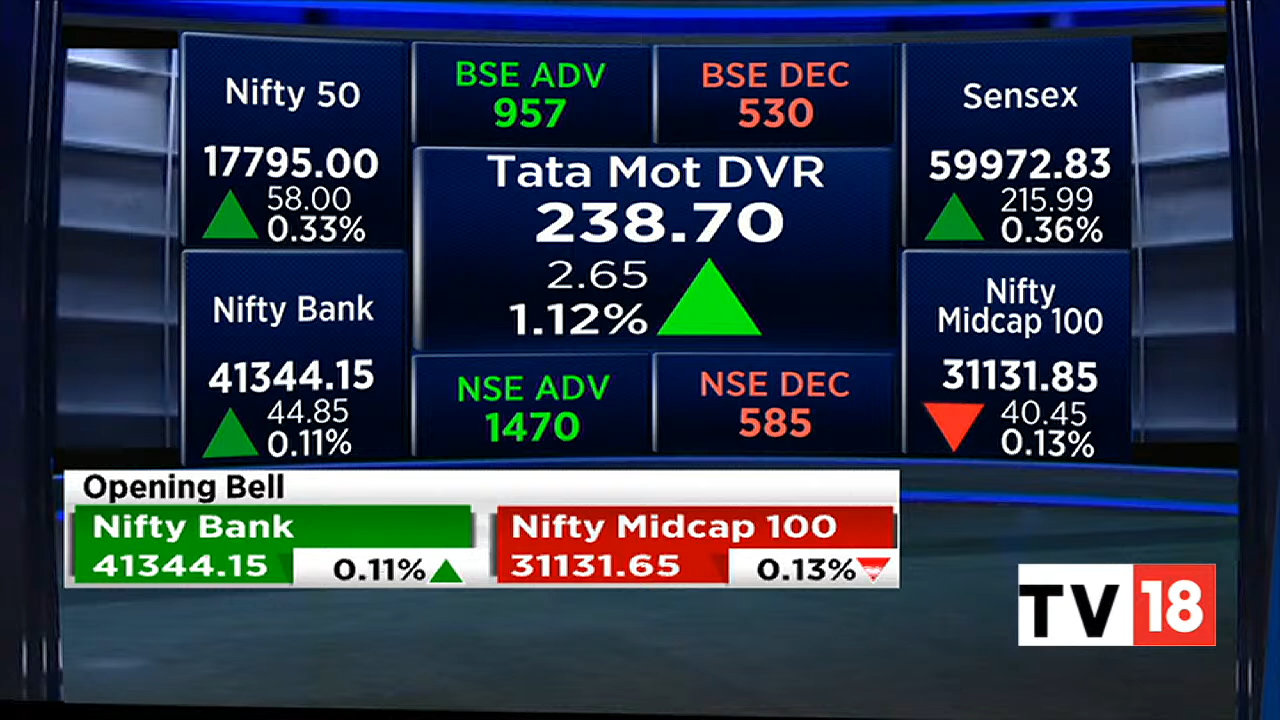 Nifty 50
17795.00
58.00
0.33%
BSE ADV
957
BSE DEC
530
Sensex
59972.83
215.99
0.36%
Tata Mot DVR
238.70
2.65
1.12%
Nifty Bank
41344.15
44.85
0.11%
NSE ADV
1470
NSE DEC
585
Nifty
Midcap 100
31131.85
40.45
0.13%
Opening Bell
Nifty Bank
41344.15
0.11%
Nifty Midcap 100
31131.65
0.13%
TV18